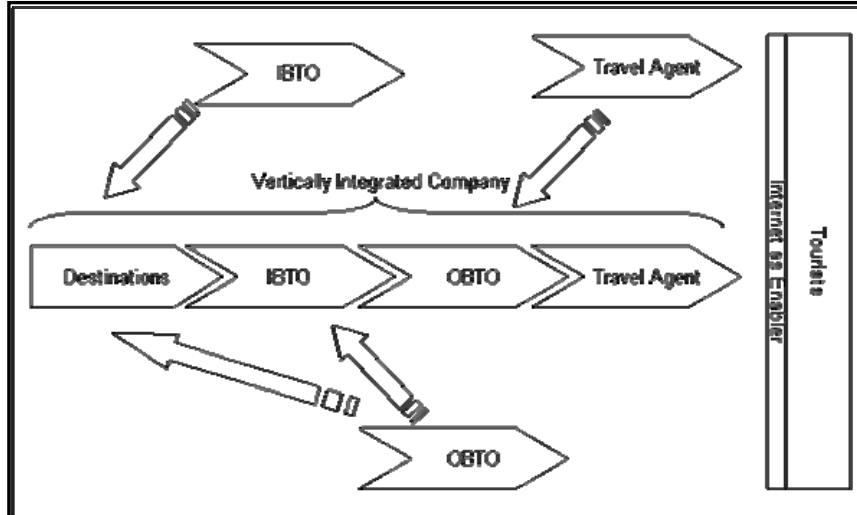 IBTO
Travel Agent
Vertically Integrated Company
Destinations
IBTO
OBTO
Travel Agent
OBTO
Internet as Enabler
Tourists